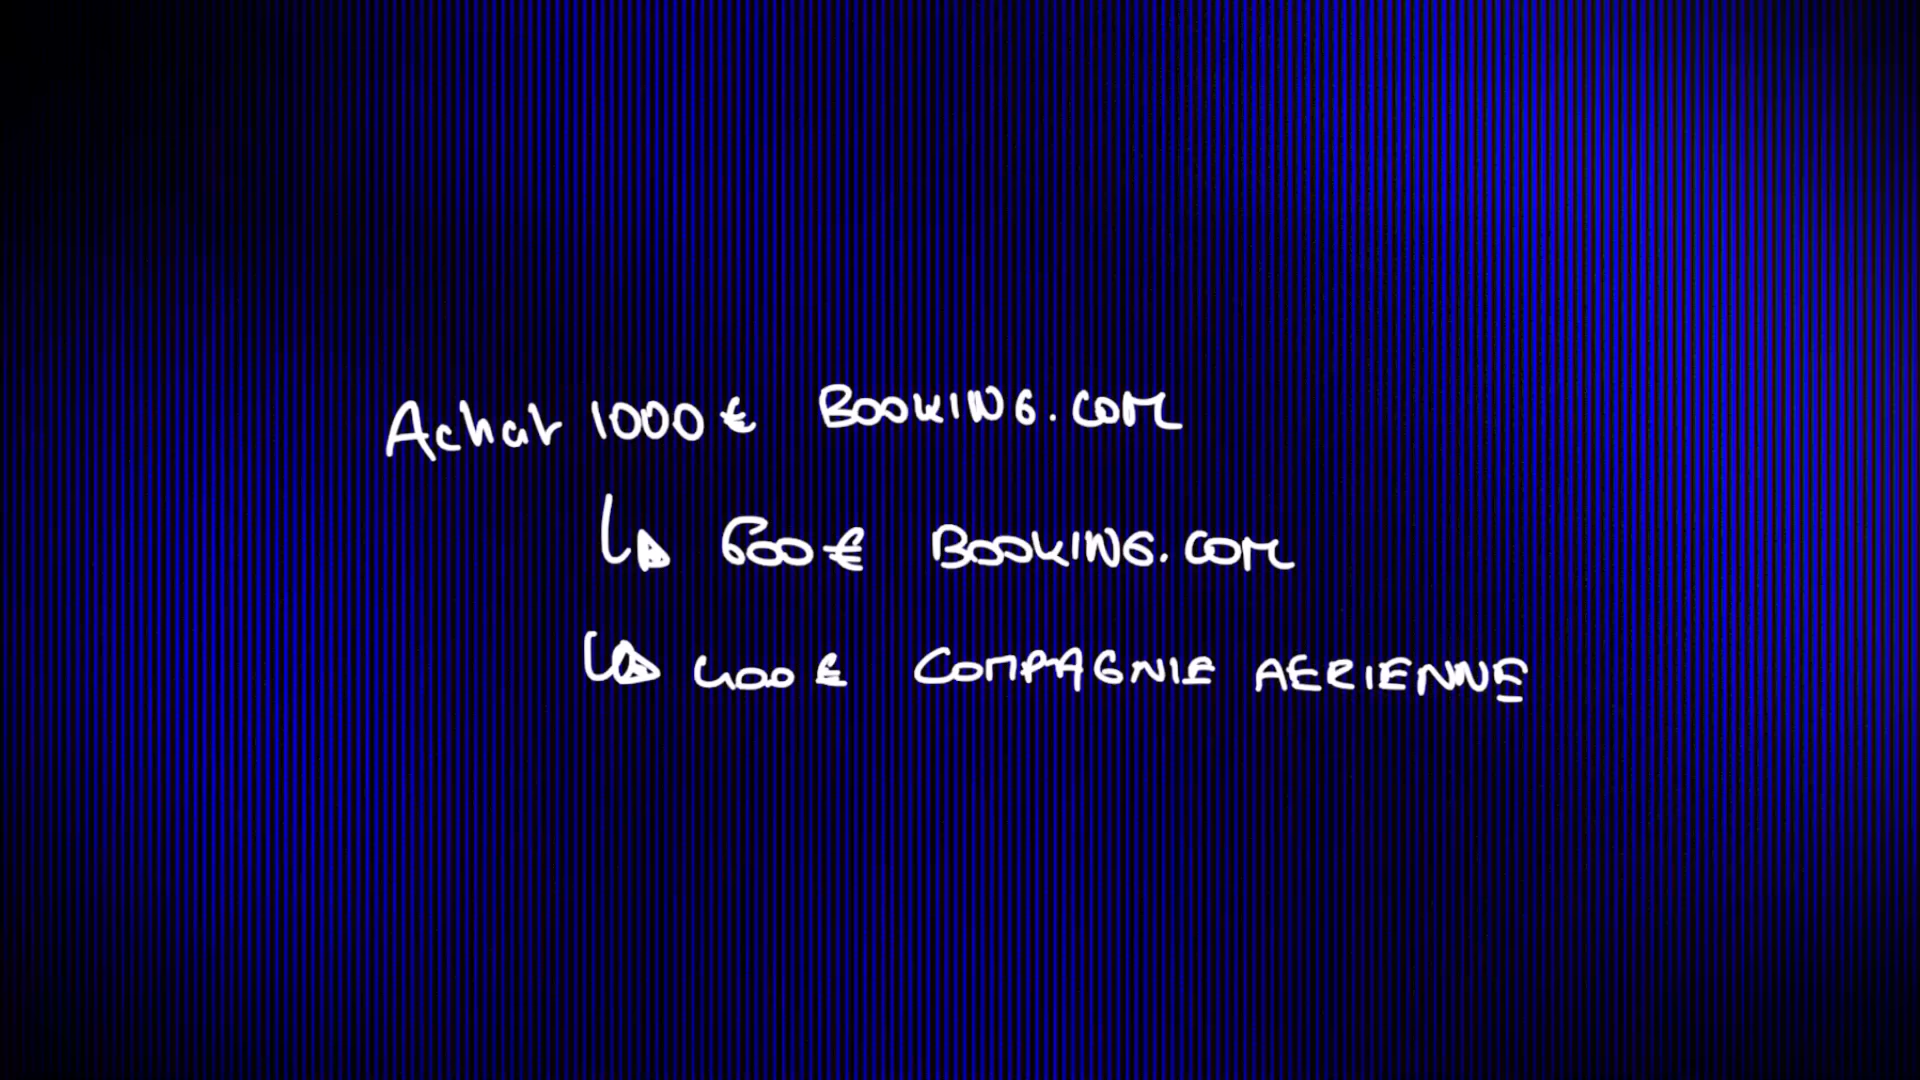 Achat 1000 € BOOKING.COM
↳ 600 € BOOKING.COM
↳ 400 € COMPAGNIE AERIENNE